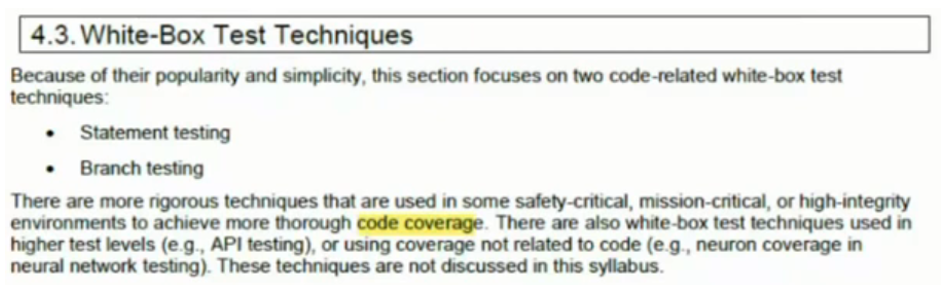 4.3. White-Box Test Techniques
Because of their popularity and simplicity, this section focuses on two code-related white-box test
techniques:
• Statement testing
• Branch testing
There are more rigorous techniques that are used in some safety-critical, mission-critical, or high-integrity
environments to achieve more thorough code coverage. There are also white-box test techniques used in
higher test levels (e.g., API testing), or using coverage not related to code (e.g., neuron coverage in
neural network testing). These techniques are not discussed in this syllabus.